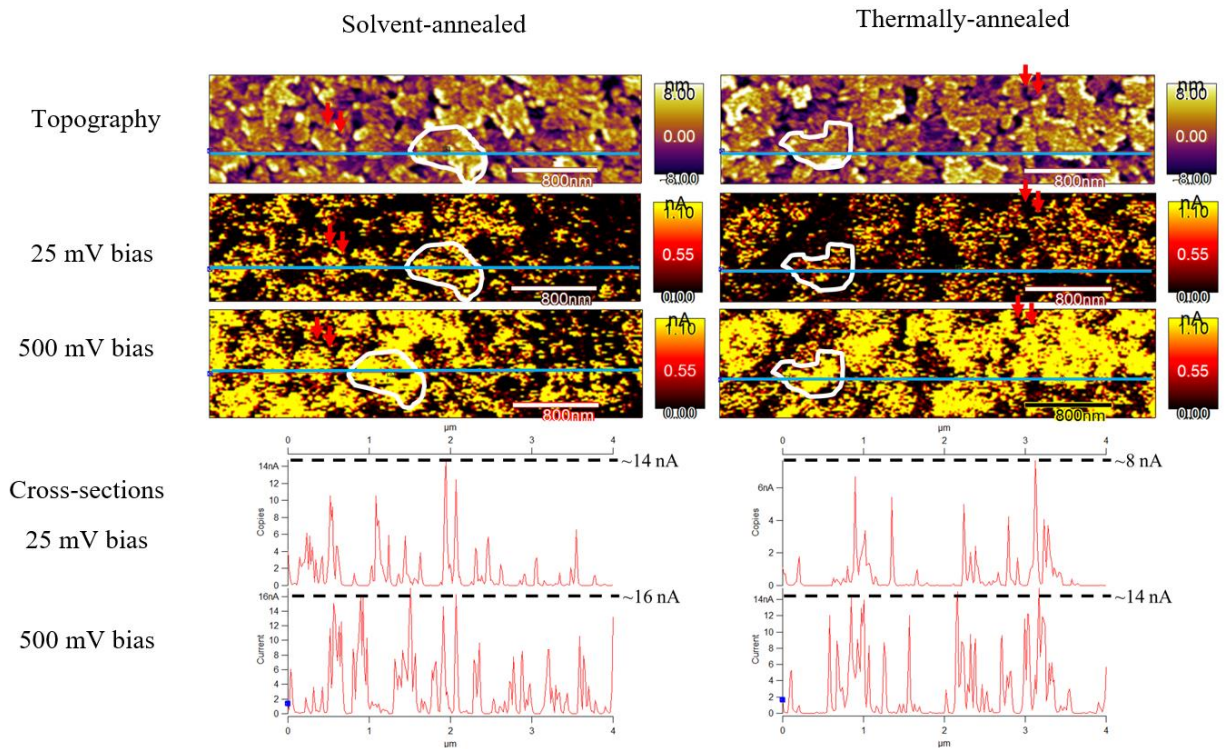 Solvent-annealed
Thermally-annealed
Topography
nm
8.00
0.00
-8.00
800nm
nm
8.00
0.00
-8.00
800nm
25 mV bias
nA
1.10
0.55
0.00
800nm
nA
1.10
0.55
0.00
800nm
500 mV bias
nA
1.10
0.55
0.00
800nm
nA
1.10
0.55
0.00
800nm
Cross-sections
25 mV bias
µm
0 1 2 3 4
14nA
12
10
8
6
4
2
0
Copies
~14 nA
µm
0 1 2 3 4
6nA
4
2
0
Copies
~8 nA
500 mV bias
16nA
14
12
10
8
6
4
2
0
Current
~16 nA
0 1 2 3 4
µm
14nA
12
10
8
6
4
2
0
Current
~14 nA
0 1 2 3 4
µm